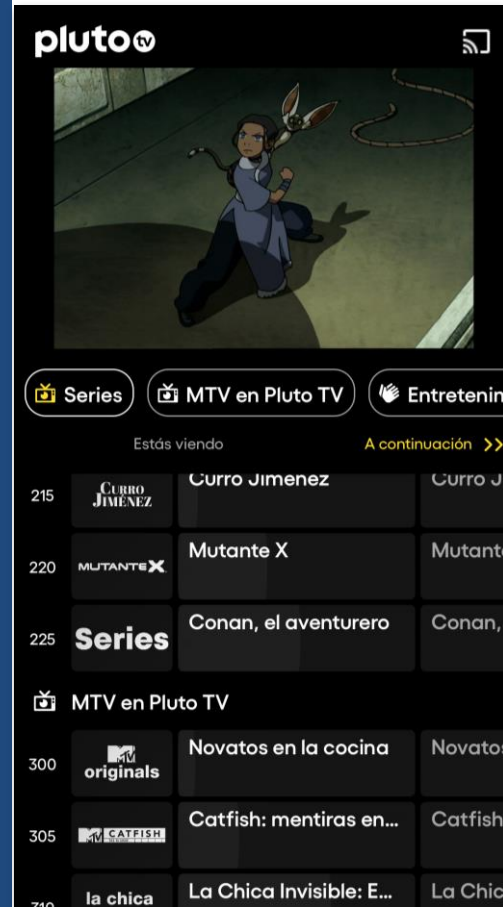 pluto tv
Series
MTV en Pluto TV
Entretenin
Estás viendo
A continuación >>
215
CURRO JIMÉNEZ
Curro Jiménez
Curro J
220
MUTANTE X
Mutante X
Mutante
225
Series
Conan, el aventurero
Conan,
MTV en Pluto TV
300
MTV originals
Novatos en la cocina
Novatos
305
MTV CATFISH
Catfish: mentiras en...
Catfish
la chica
La Chica Invisible: E...
La Chic